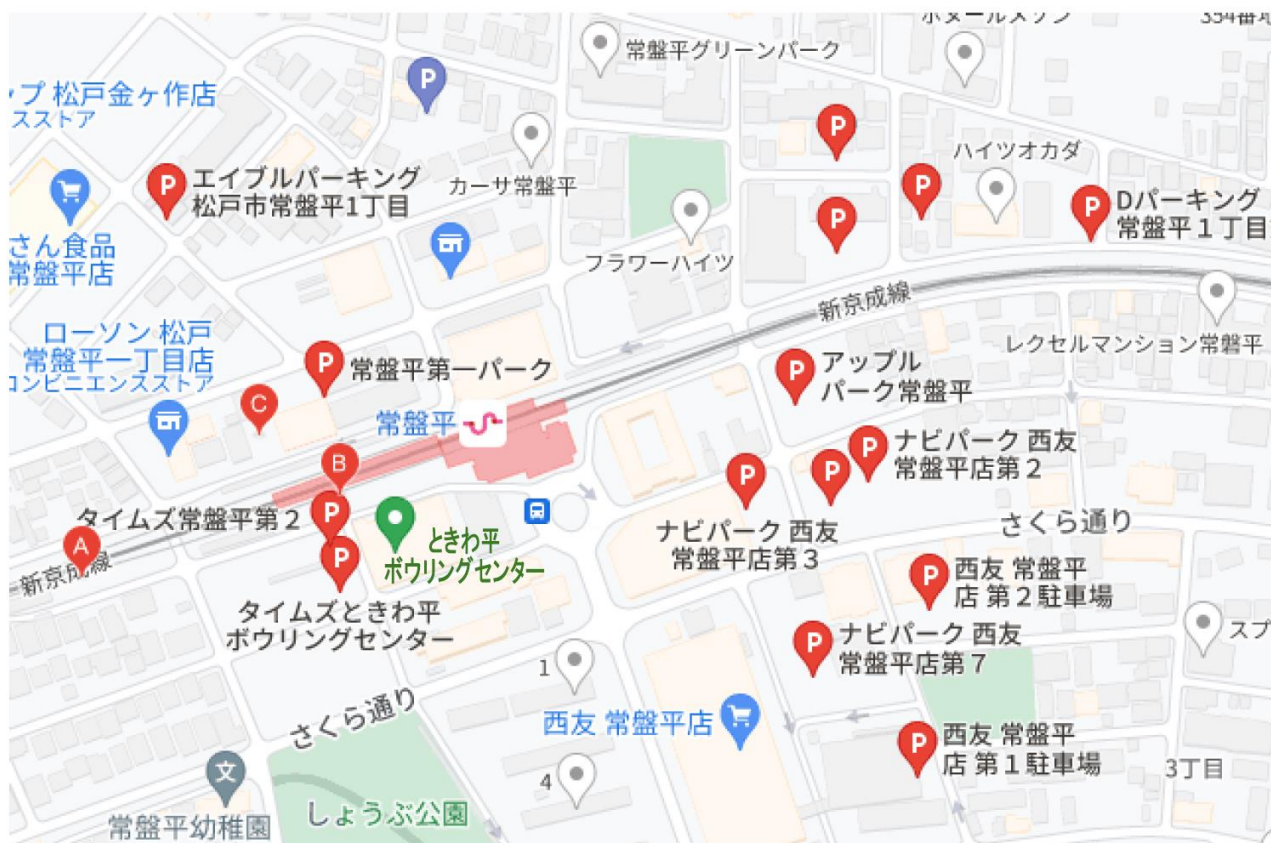 ボヌールメゾン
354番地
常盤平グリーンパーク
P
ップ 松戸金ヶ作店
スストア
P
ハイツオカダ
P
エイブルパーキング
松戸市常盤平1丁目
カーサ常盤平
P
P
Dパーキング
常盤平１丁目
P
さん食品
常盤平店
フラワーハイツ
新京成線
ローソン 松戸
常盤平一丁目店
コンビニエンスストア
P
常盤平第一パーク
レクセルマンション常磐平
P
アップル
パーク常盤平
C
常盤平
B
P
ナビパーク 西友
常盤平店第２
P
P
タイムズ常盤平第２
P
ときわ平
ボウリングセンター
ナビパーク 西友
常盤平店第３
さくら通り
A
新京成線
P
タイムズときわ平
ボウリングセンター
P
西友 常盤平
店 第２駐車場
P
ナビパーク 西友
常盤平店第７
スプ
1
さくら通り
西友 常盤平店
P
西友 常盤平
店 第１駐車場
3丁目
文
常盤平幼稚園
しょうぶ公園
4